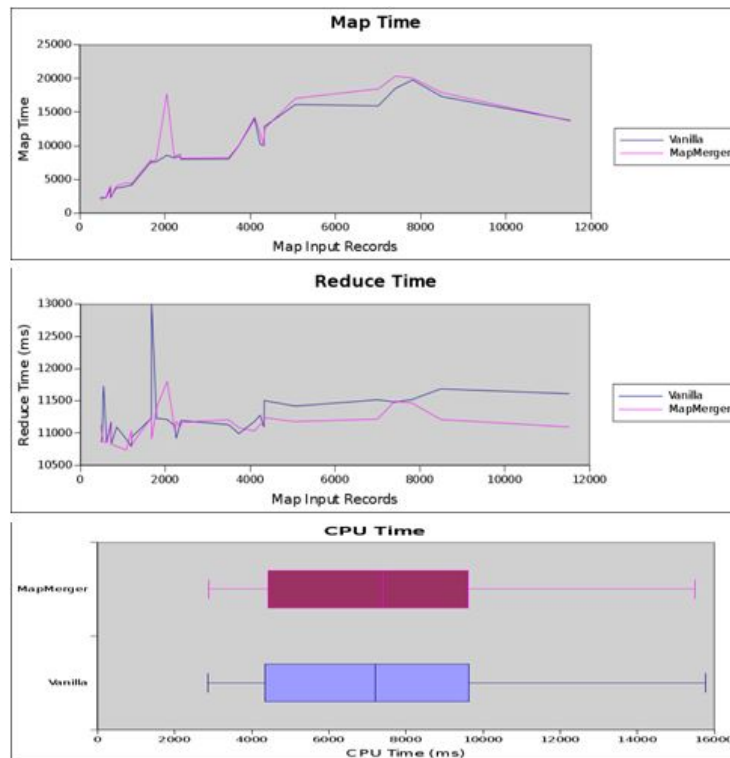 Map Time
25000
20000
15000
10000
5000
0
Map Time
0 2000 4000 6000 8000 10000 12000
Map Input Records
Vanilla
MapMerger
Reduce Time
13000
12500
12000
11500
11000
10500
Reduce Time (ms)
0 2000 4000 6000 8000 10000 12000
Map Input Records
Vanilla
MapMerger
CPU Time
MapMerger
Vanilla
0 2000 4000 6000 8000 10000 12000 14000 16000
CPU Time (ms)